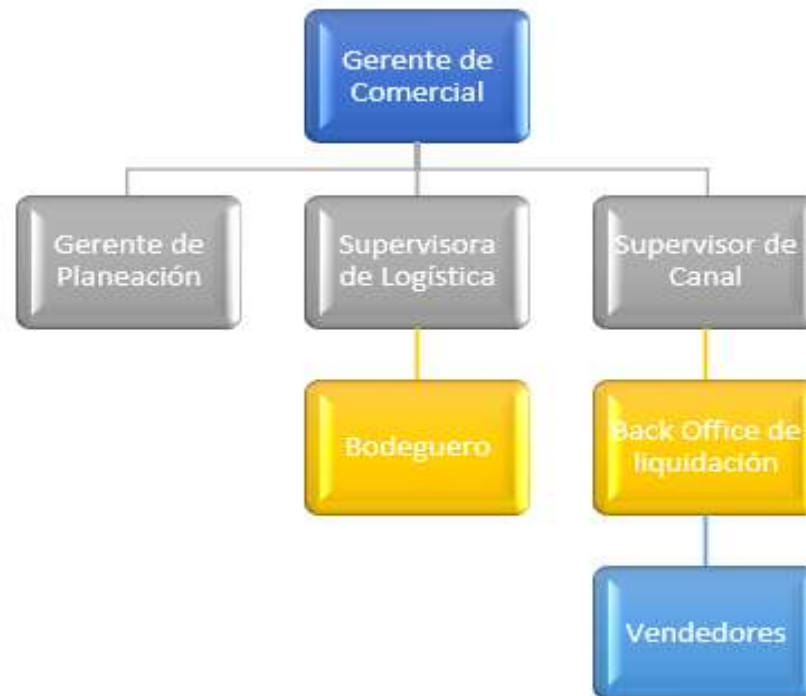 Gerente de
Comercial
Gerente de
Planeación
Supervisora
de Logística
Supervisor de
Canal
Bodeguero
Back Office de
liquidación
Vendedores